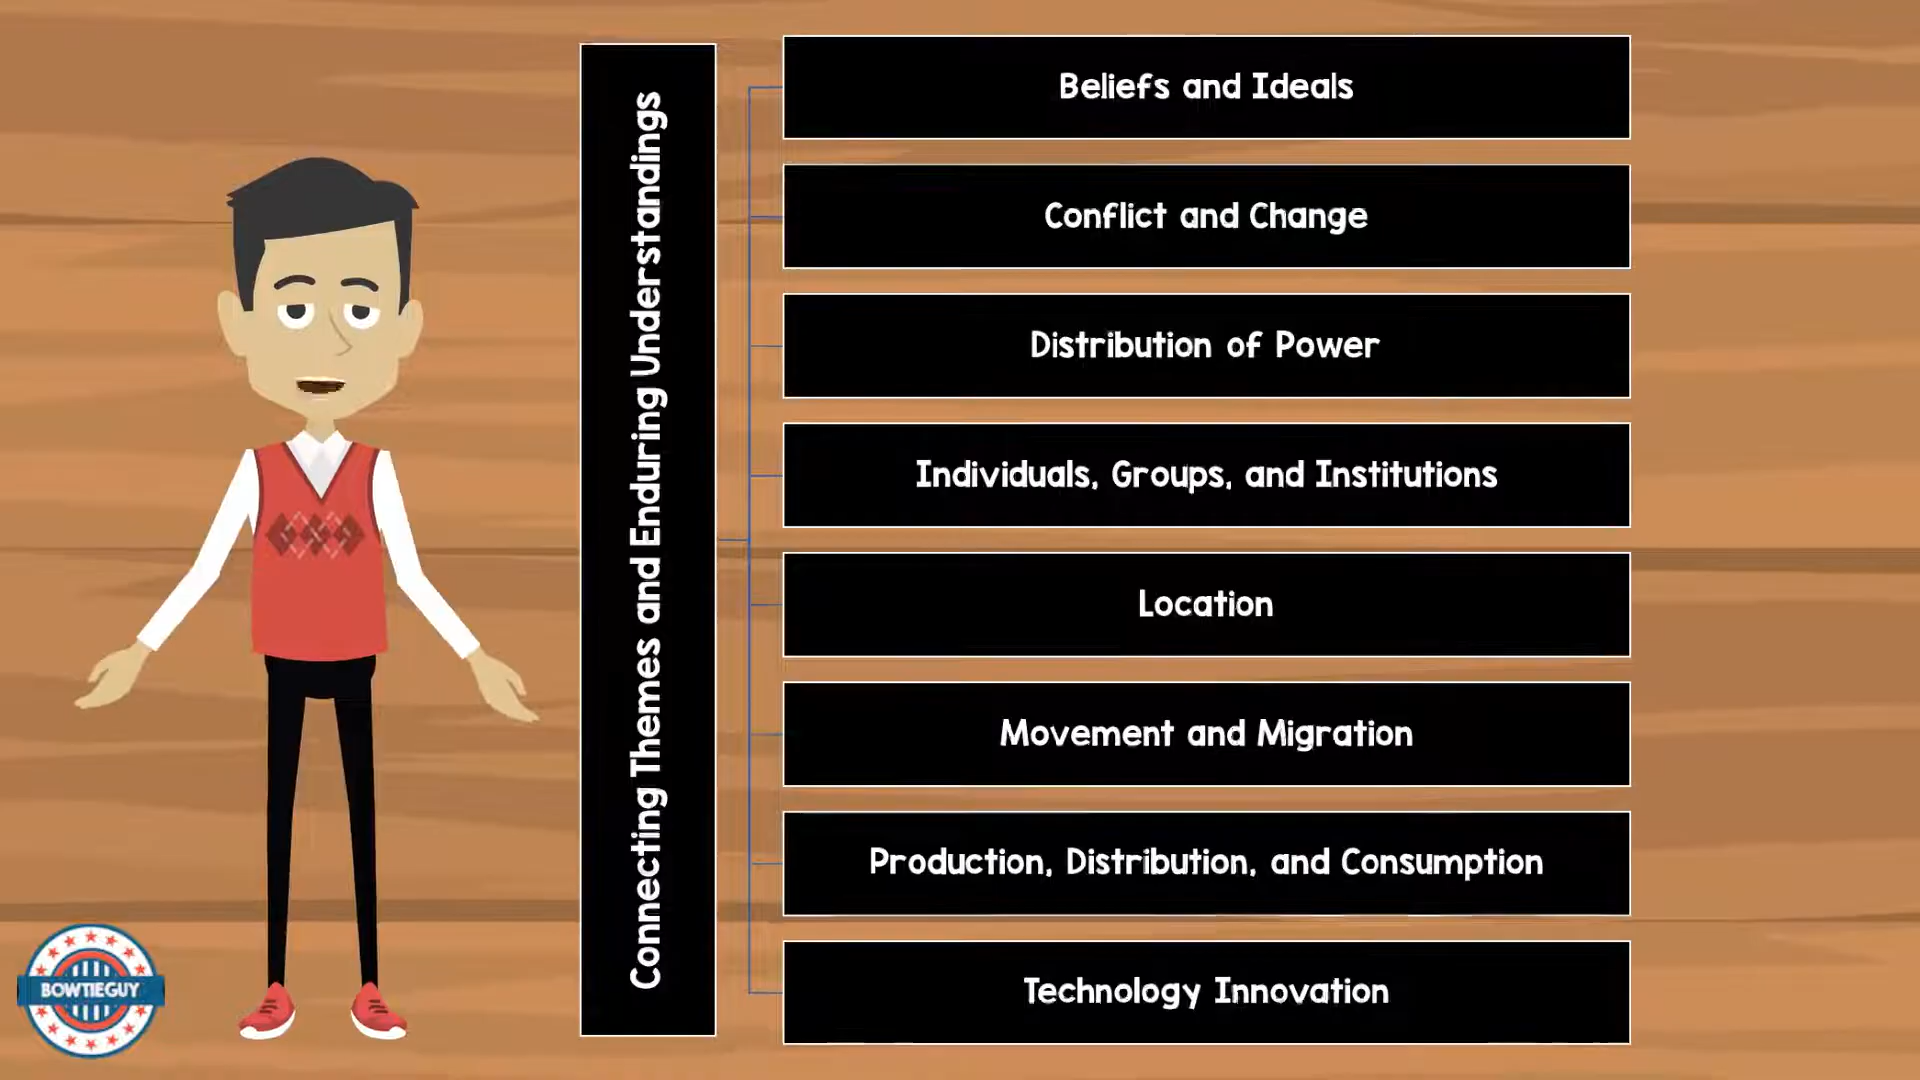 Connecting Themes and Enduring Understandings
Beliefs and Ideals
Conflict and Change
Distribution of Power
Individuals, Groups, and Institutions
Location
Movement and Migration
Production, Distribution, and Consumption
Technology Innovation
BOWTIEGUY